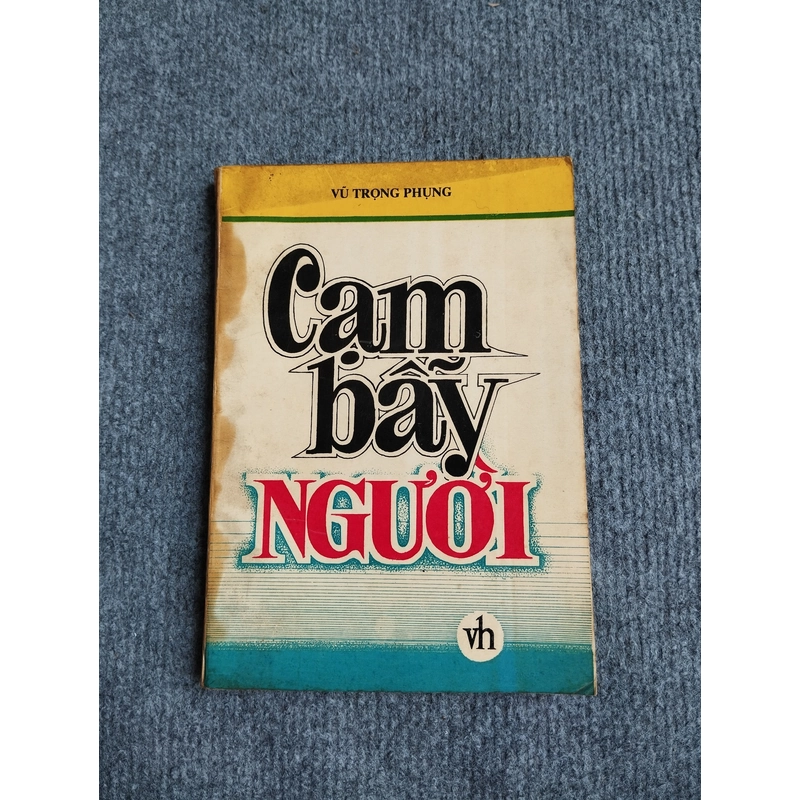 VŨ TRỌNG PHỤNG
Cạm
bẫy
NGƯỜI
vh